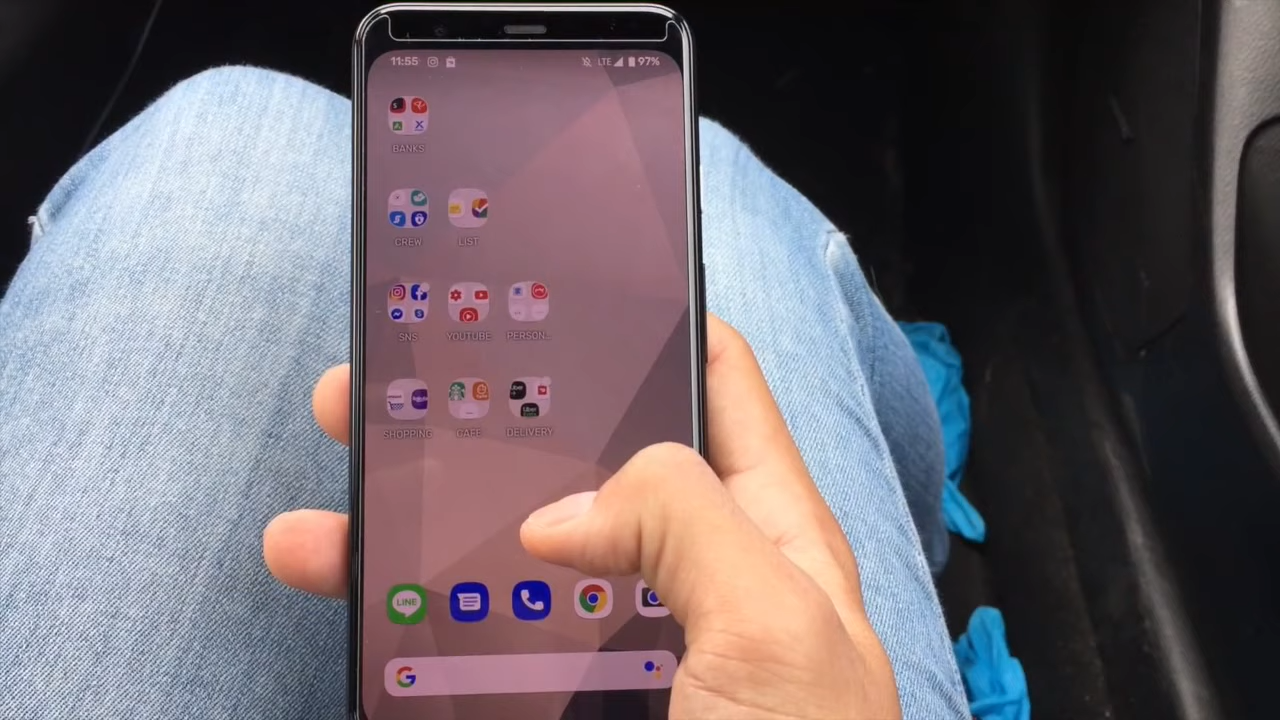 11:55 LTE 97%
BANKS
CREW LIST
SNS YOUTUBE PERSON...
SHOPPING CAFE DELIVERY
LINE
G